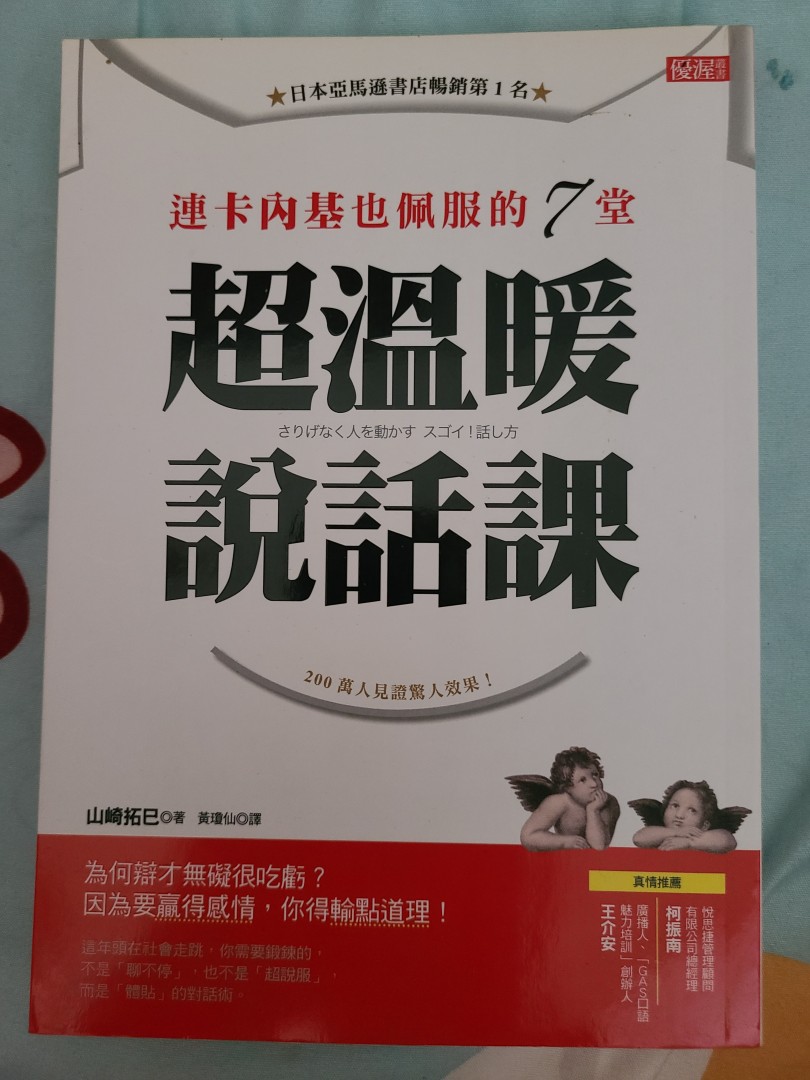 優渥叢書
★日本亞馬遜書店暢銷第1名★
連卡內基也佩服的7堂
超溫暖
さりげなく人を動かす スゴイ!話し方
說話課
200萬人見證驚人效果!
山崎拓巳◎著 黃瓊仙◎譯
為何辯才無礙很吃虧?
因為要贏得感情,你得輸點道理!
這年頭在社會走跳,你需要鍛鍊的,
不是「聊不停」,也不是「超說服」,
而是「體貼」的對話術。
真情推薦
悅思捷管理顧問
有限公司總經理
柯振南
廣播人、「GAS口語
魅力培訓」創辦人
王介安